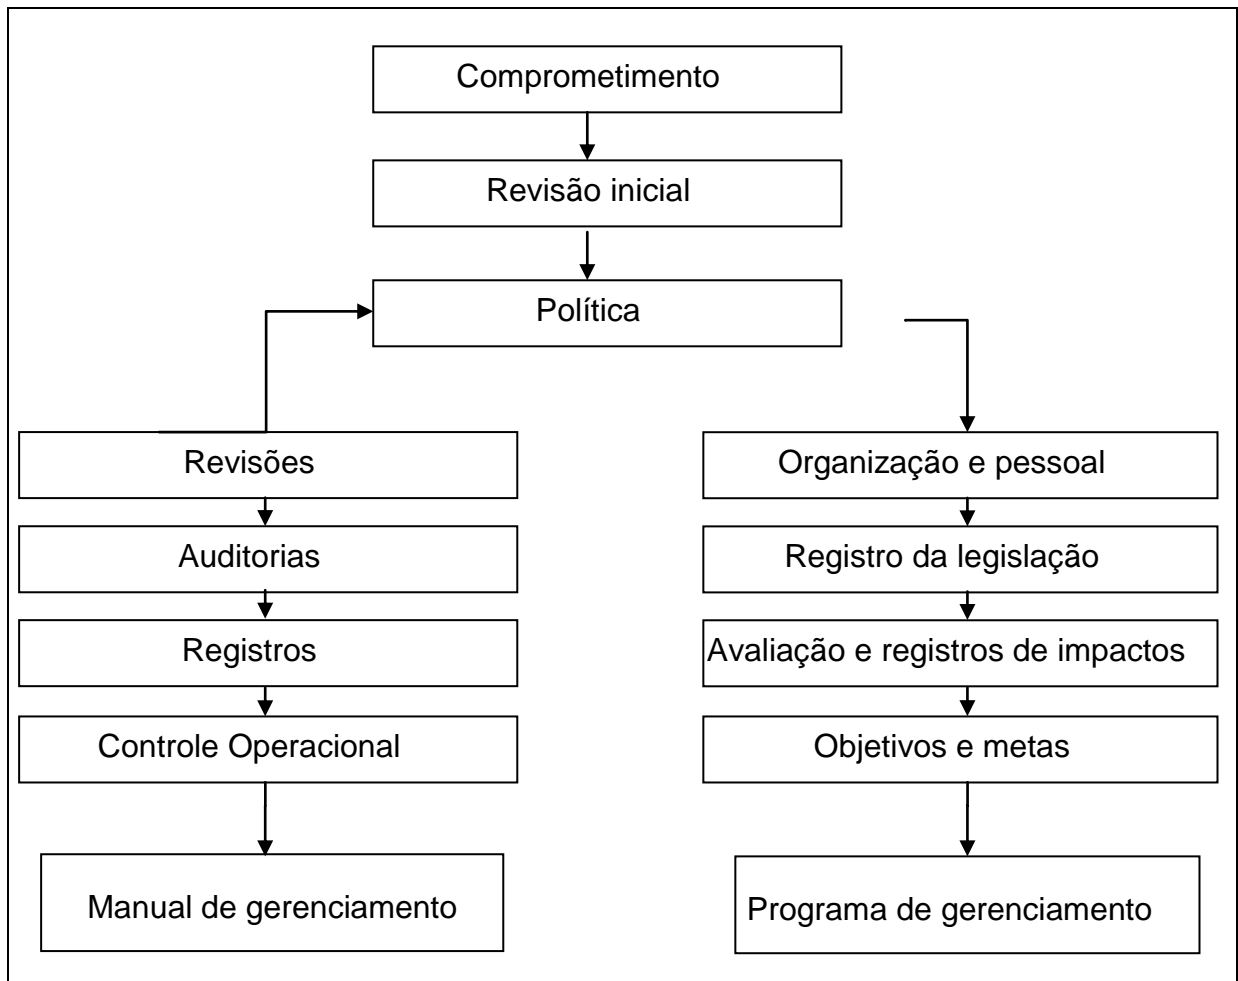 Comprometimento
Revisão inicial
Política
Revisões
Auditorias
Registros
Controle Operacional
Manual de gerenciamento
Organização e pessoal
Registro da legislação
Avaliação e registros de impactos
Objetivos e metas
Programa de gerenciamento